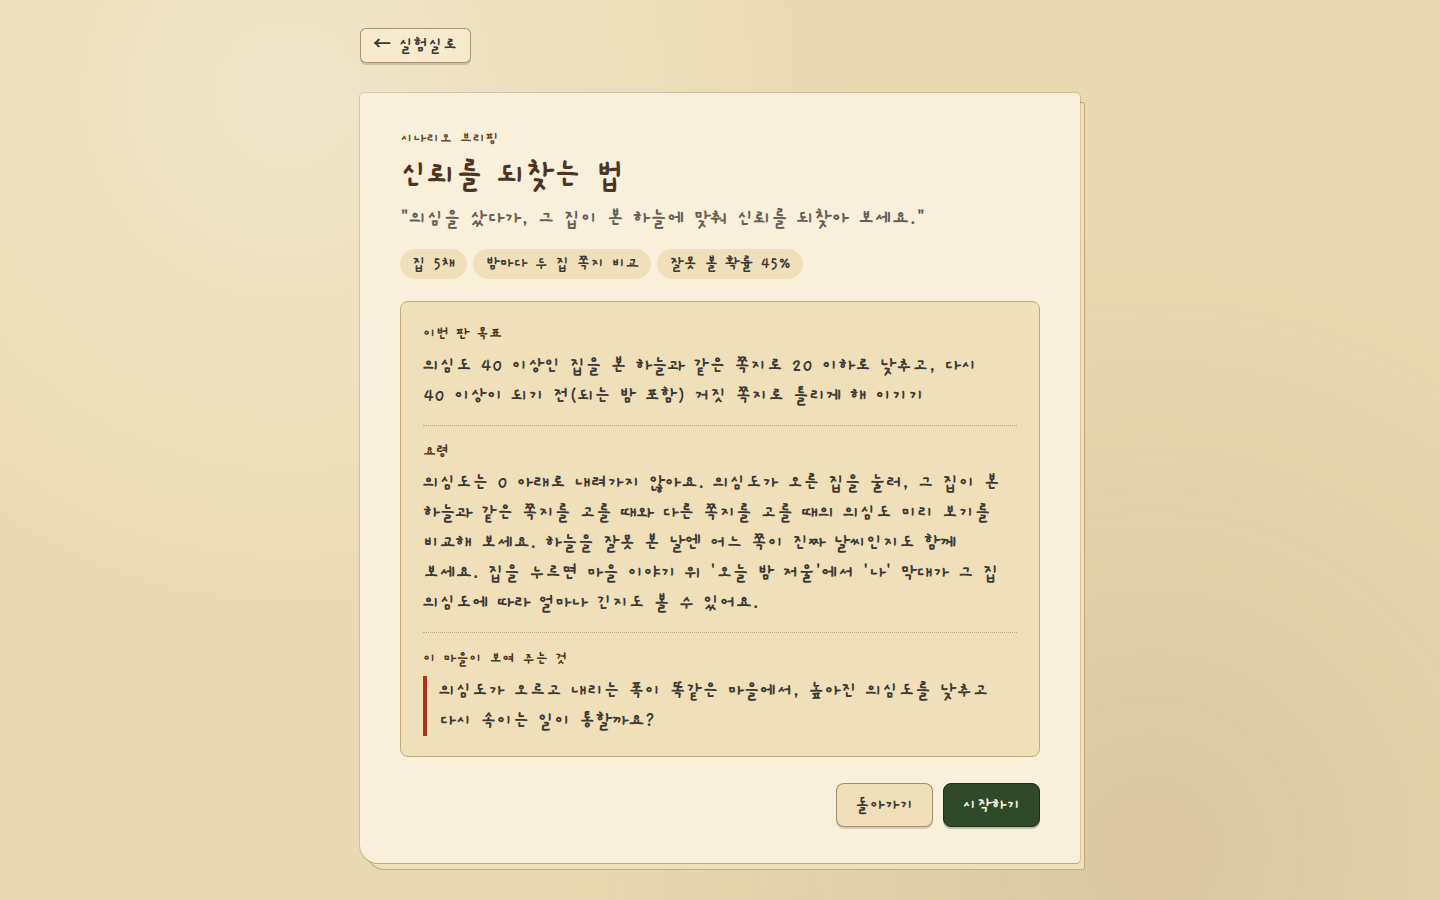 ← 실험실로
시나리오 브리핑
신뢰를 되찾는 법
"의심을 샀다가, 그 집이 본 하늘에 맞춰 신뢰를 되찾아 보세요."
집 5채 밤마다 두 집 쪽지 비교 잘못 볼 확률 45%
이번 판 목표
의심도 40 이상인 집을 본 하늘과 같은 쪽지로 20 이하로 낮추고, 다시
40 이상이 되기 전(되는 밤 포함) 거짓 쪽지로 틀리게 해 이기기
요령
의심도는 0 아래로 내려가지 않아요. 의심도가 오른 집을 눌러, 그 집이 본
하늘과 같은 쪽지를 고를 때와 다른 쪽지를 고를 때의 의심도 미리 보기를
비교해 보세요. 하늘을 잘못 본 날엔 어느 쪽이 진짜 날씨인지도 함께
보세요. 집을 누르면 마을 이야기 위 '오늘 밤 저울'에서 '나' 막대가 그 집
의심도에 따라 얼마나 긴지도 볼 수 있어요.
이 마을이 보여 주는 것
의심도가 오르고 내리는 폭이 똑같은 마을에서, 높아진 의심도를 낮추고
다시 속이는 일이 통할까요?
돌아가기 시작하기